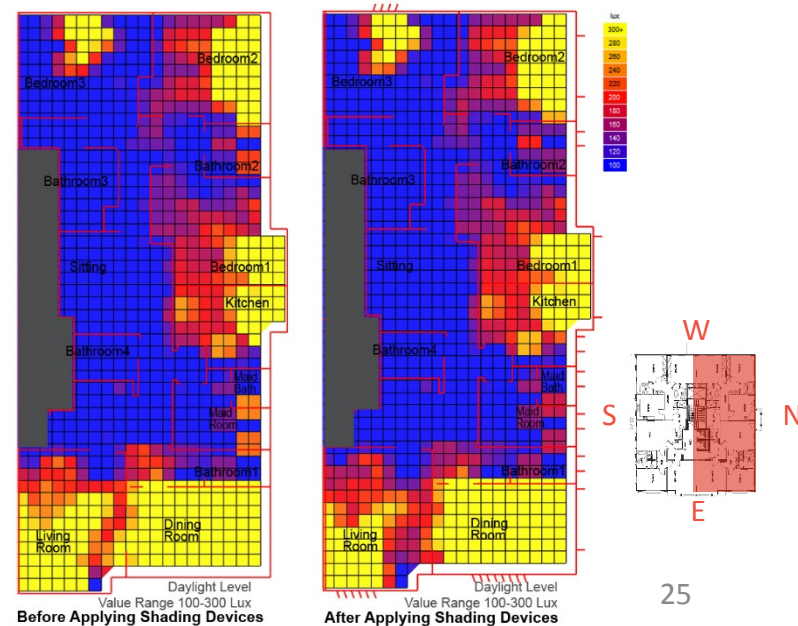 Bedroom2
Bedroom3
Bathroom2
Bathroom3
Sitting
Bedroom1
Kitchen
Bathroom4
Maid
Bath
Maid
Room
Bathroom1
Living
Room
Dining
Room
Daylight Level
Value Range 100-300 Lux
Before Applying Shading Devices
Bedroom2
Bedroom3
Bathroom2
Bathroom3
Sitting
Bedroom1
Kitchen
Bathroom4
Maid
Bath
Maid
Room
Bathroom1
Living
Room
Dining
Room
Daylight Level
Value Range 100-300 Lux
After Applying Shading Devices
lux
300+
280
260
240
220
200
180
160
140
120
100
W
S
N
E
25